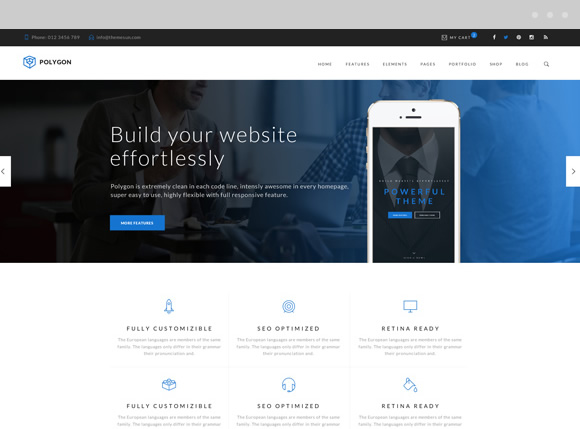 Phone: 012 3456 789
info@themecon.com
MY CART
2
POLYGON
HOME FEATURES ELEMENTS PAGES PORTFOLIO SHOP BLOG
Build your website
effortlessly
Polygon is extremely clean in each code line, intensly awesome in every homepage,
super easy to use, highly flexible with full responsive feature.
MORE FEATURES
POWERFUL
THEME
FULLY CUSTOMIZIBLE
The European languages are members of the same
family. The languages only differ in their grammar
their pronunciation and.
SEO OPTIMIZED
The European languages are members of the same
family. The languages only differ in their grammar
their pronunciation and.
RETINA READY
The European languages are members of the same
family. The languages only differ in their grammar
their pronunciation and.
FULLY CUSTOMIZIBLE
The European languages are members of the same
family. The languages only differ in their grammar
SEO OPTIMIZED
The European languages are members of the same
family. The languages only differ in their grammar
RETINA READY
The European languages are members of the same
family. The languages only differ in their grammar